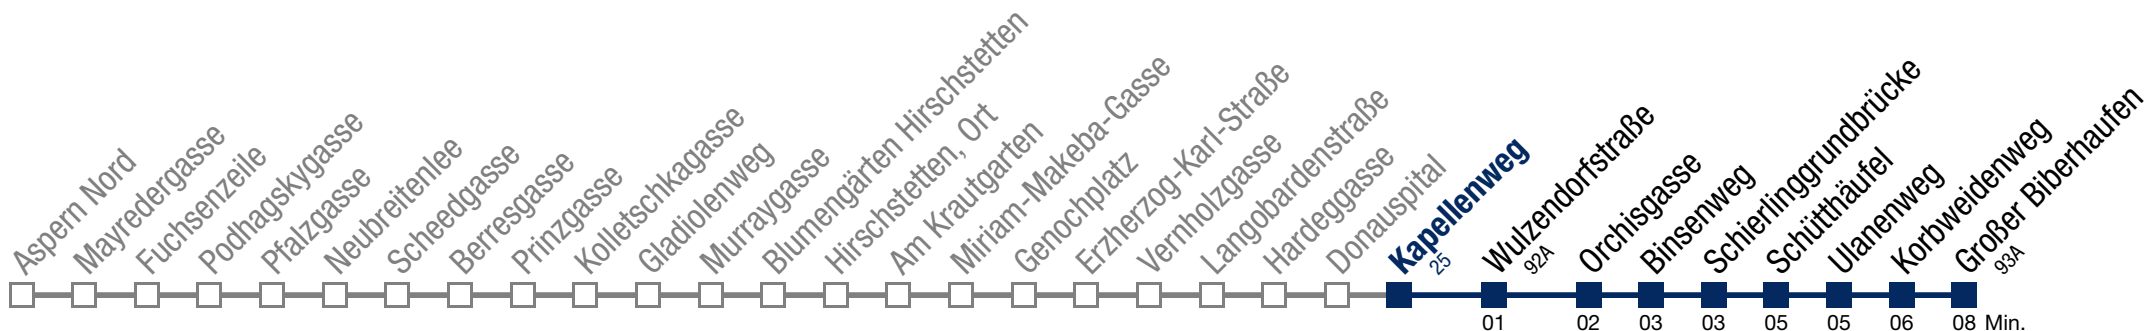 Aspern Nord
Mayredergasse
Fuchsenzeile
Podhagskygasse
Pfalzgasse
Neubreitenlee
Scheedgasse
Berresgasse
Prinzgasse
Kolletschkagasse
Gladiolenweg
Murraygasse
Blumengärten Hirschstetten
Hirschstetten, Ort
Am Krautgarten
Miriam-Makeba-Gasse
Genochplatz
Erzherzog-Karl-Straße
Vernholzgasse
Langobardenstraße
Hardeggasse
Donauspital
Kapellenweg
25
Wulzendorfstraße
92A
Orchisgasse
Binsenweg
Schierlinggrundbrücke
Schütthäufel
Ulanenweg
Korbweidenweg
Großer Biberhaufen
93A
01 02 03 03 05 05 06 08 Min.